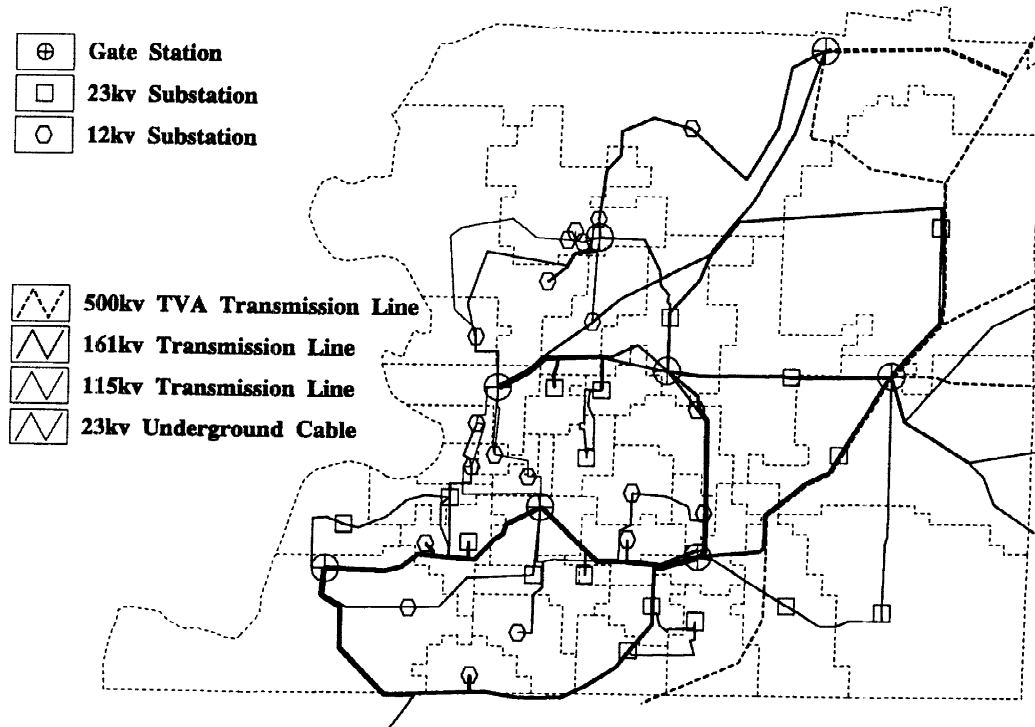 Gate Station
23kv Substation
12kv Substation
500kv TVA Transmission Line
161kv Transmission Line
115kv Transmission Line
23kv Underground Cable